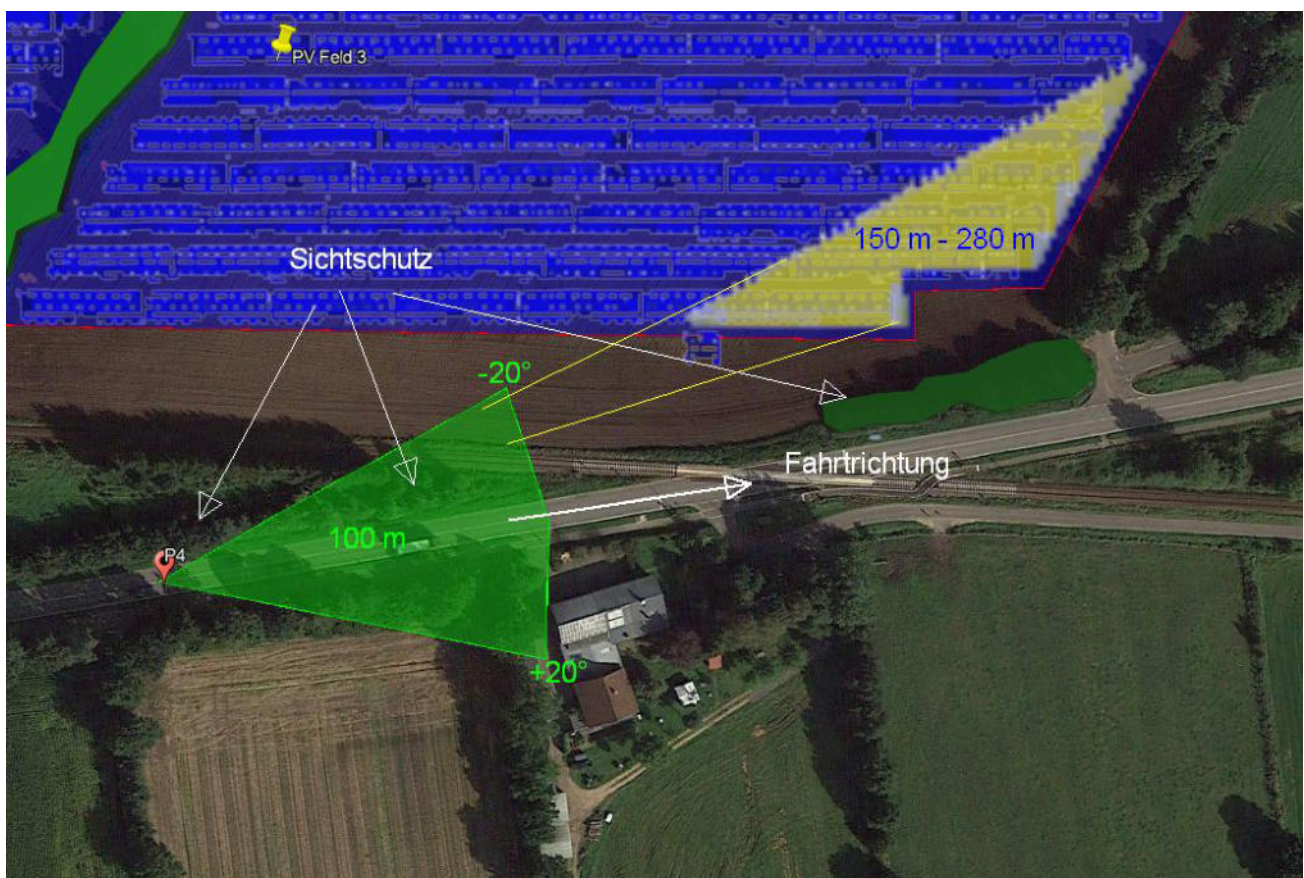 PV Feld 3
150 m - 280 m
Sichtschutz
-20°
Fahrtrichtung
100 m
P4
+20°